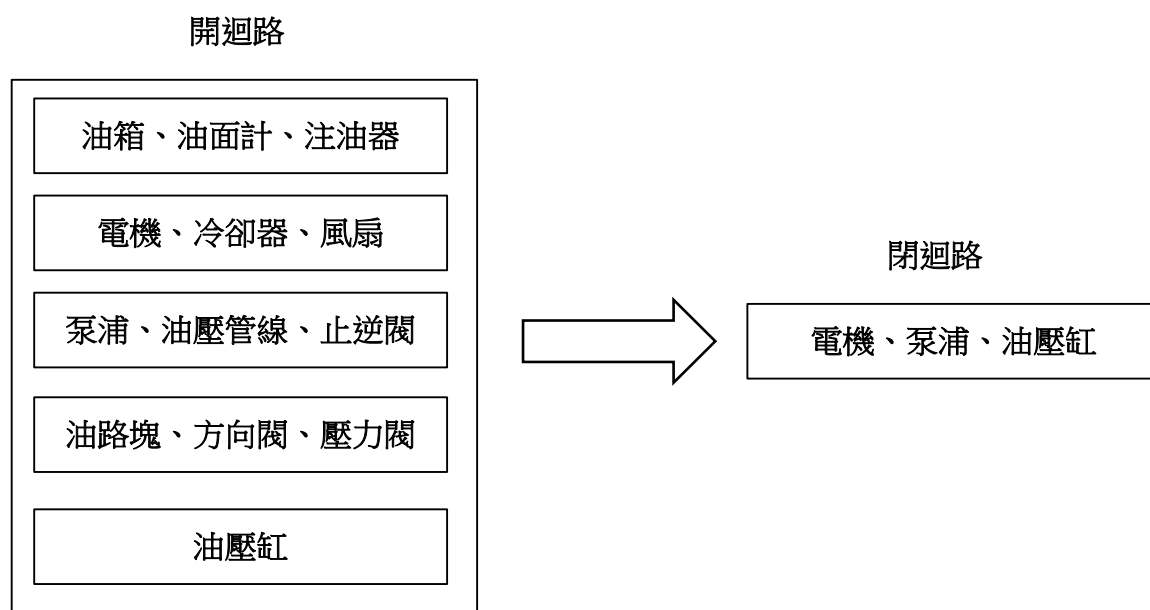 開迴路
油箱、油面計、注油器
電機、冷卻器、風扇
泵浦、油壓管線、止逆閥
油路塊、方向閥、壓力閥
油壓缸
閉迴路
電機、泵浦、油壓缸